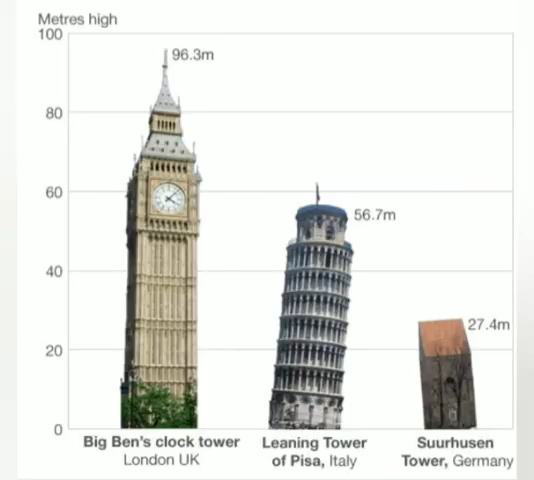 Metres high
100
96.3m
80
60
56.7m
40
27.4m
20
0
Big Ben's clock tower
London UK
Leaning Tower
of Pisa, Italy
Suurhusen
Tower, Germany